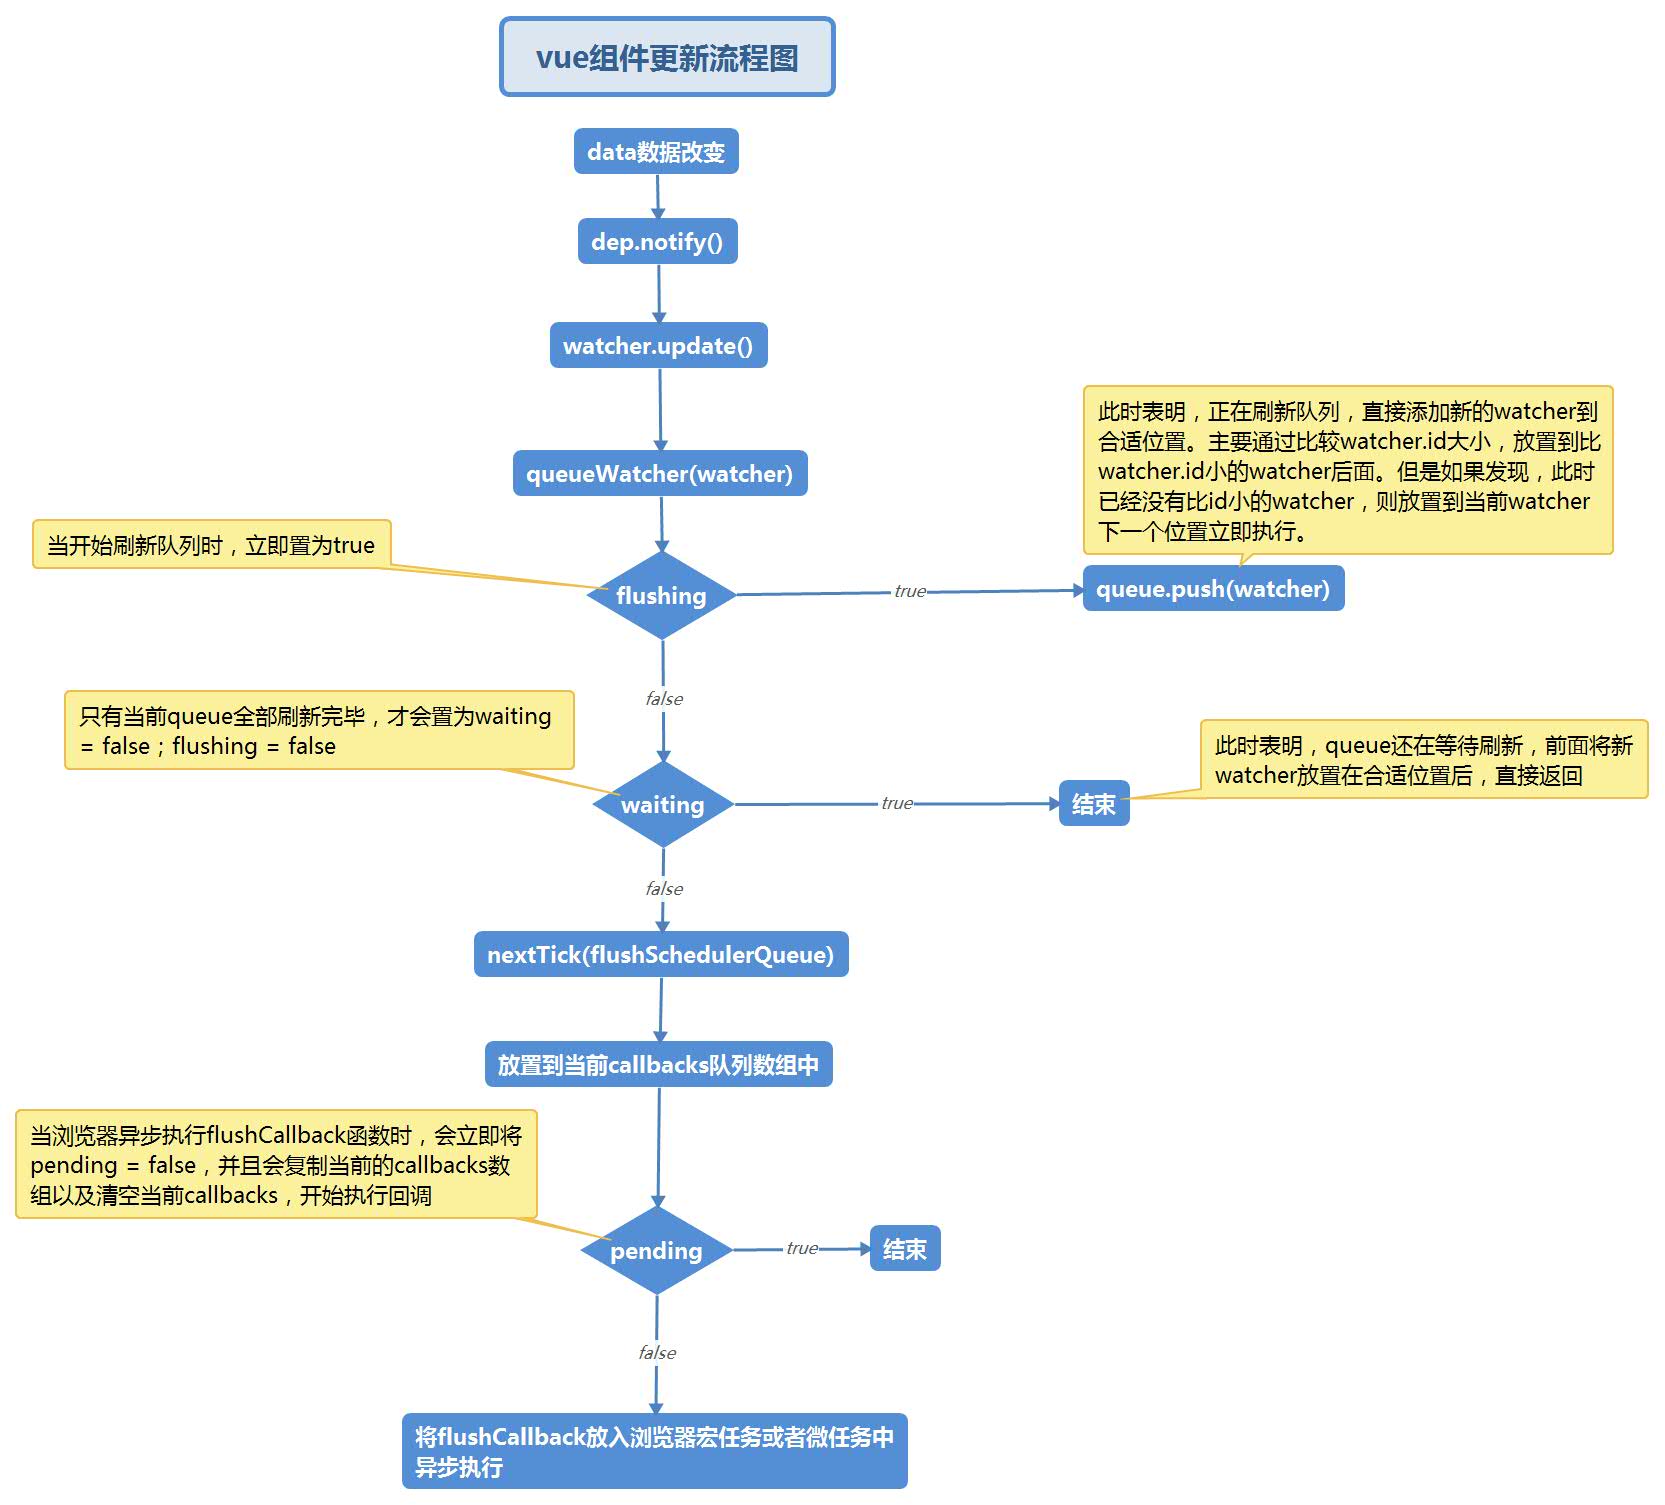 vue组件更新流程图
data数据改变
dep.notify()
watcher.update()
queueWatcher(watcher)
此时表明，正在刷新队列，直接添加新的watcher到
合适位置。主要通过比较watcher.id大小，放置到比
watcher.id小的watcher后面。但是如果发现，此时
已经没有比id小的watcher，则放置到当前watcher
下一个位置立即执行。
当开始刷新队列时，立即置为true
flushing
true
queue.push(watcher)
false
只有当前queue全部刷新完毕，才会置为waiting
= false；flushing = false
此时表明，queue还在等待刷新，前面将新
watcher放置在合适位置后，直接返回
waiting
true
结束
false
nextTick(flushSchedulerQueue)
放置到当前callbacks队列数组中
当浏览器异步执行flushCallback函数时，会立即将
pending = false，并且会复制当前的callbacks数
组以及清空当前callbacks，开始执行回调
pending
true
结束
false
将flushCallback放入浏览器宏任务或者微任务中
异步执行